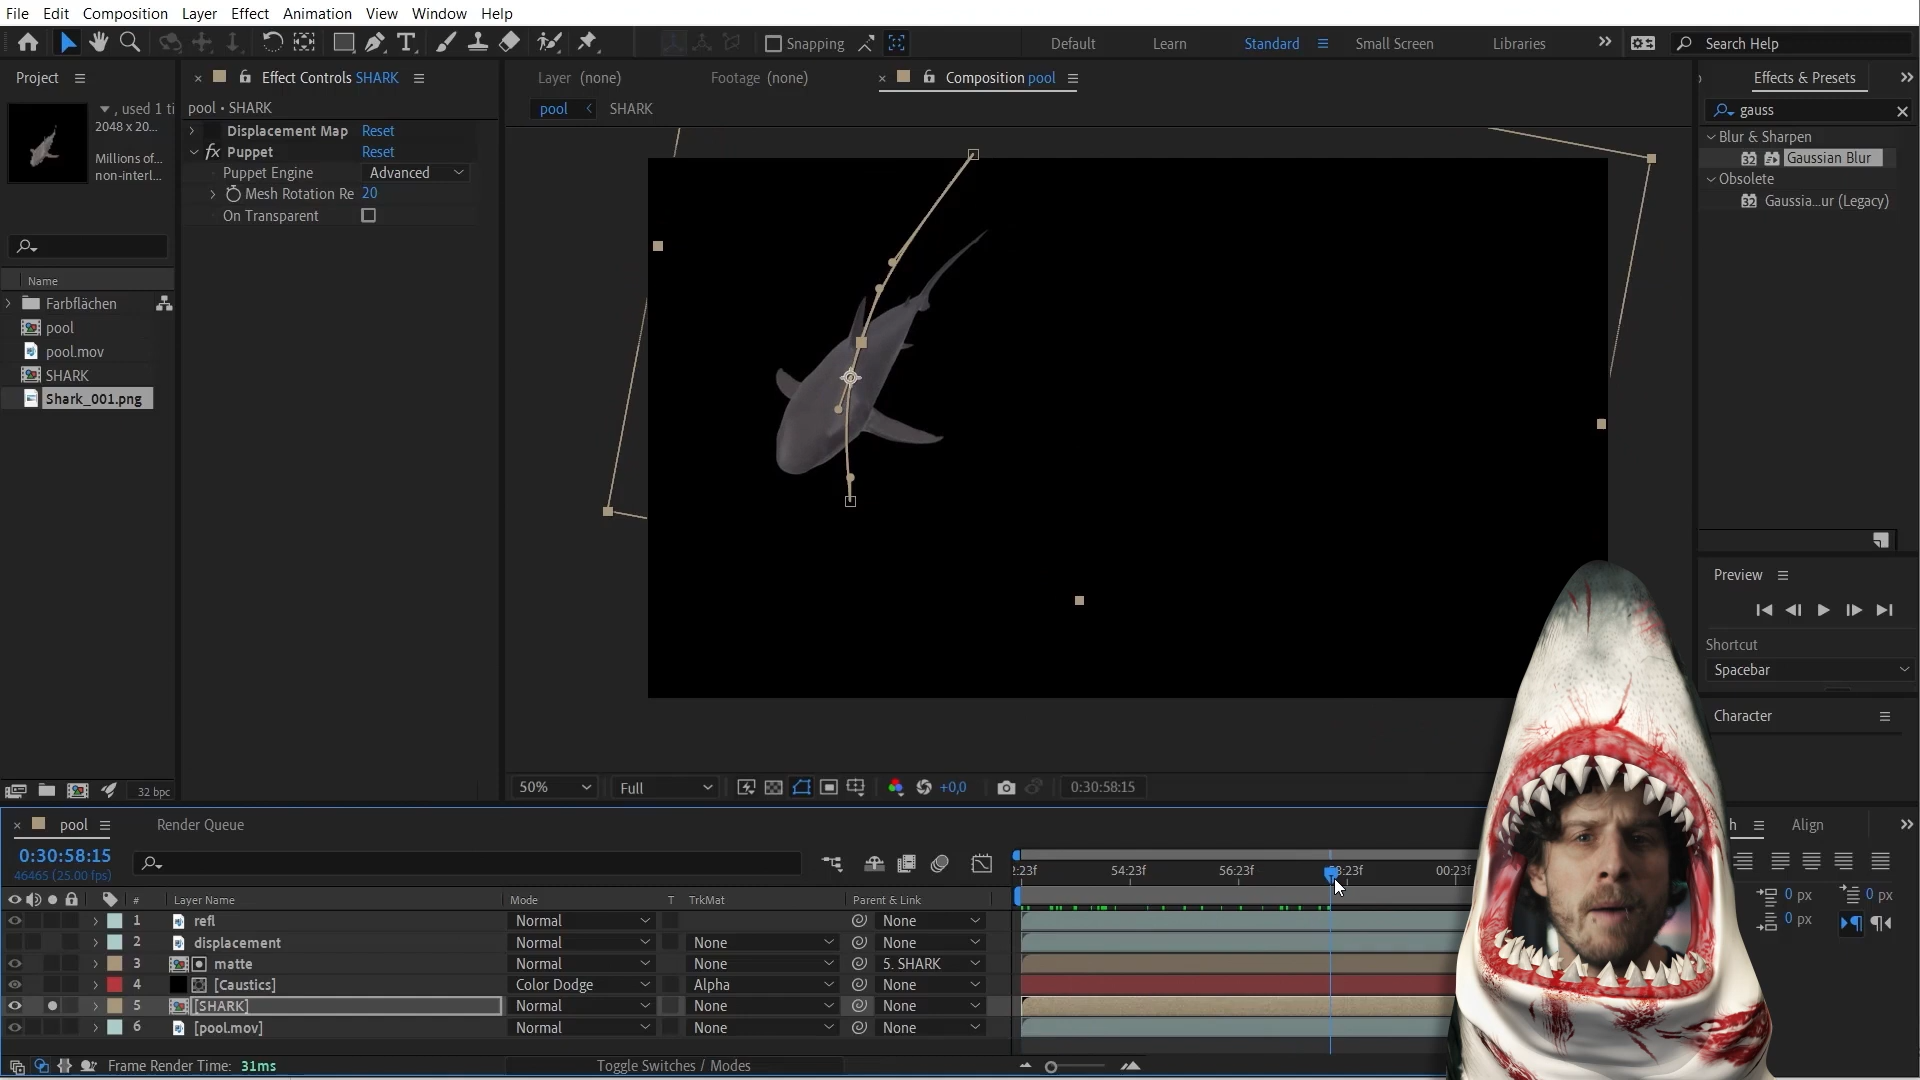 File Edit Composition Layer Effect Animation View Window Help
Snapping
Default Learn Standard Small Screen Libraries
Search Help
Project
Effect Controls SHARK
Layer (none) Footage (none) Composition pool
Effects & Presets
pool • SHARK
pool SHARK
, used 1 ti
2048 x 20...
Millions of...
non-interl...
gauss
Displacement Map Reset
fx Puppet Reset
Puppet Engine Advanced
Mesh Rotation Re 20
On Transparent
Blur & Sharpen
32 Gaussian Blur
Obsolete
32 Gaussia...ur (Legacy)
Name
Farbflächen
pool
pool.mov
SHARK
Shark_001.png
Preview
Shortcut
Spacebar
Character
32 bpc
50% Full +0,0 0:30:58:15
pool Render Queue
Align
0:30:58:15
46465 (25.00 fps)
2:23f 54:23f 56:23f 8:23f 00:23f
# Layer Name Mode T TrkMat Parent & Link
1 refl Normal None
2 displacement Normal None None
3 matte Normal None 5. SHARK
4 [Caustics] Color Dodge Alpha None
5 [SHARK] Normal None None
6 [pool.mov] Normal None None
0 px 0 px
0 px
Frame Render Time: 31ms
Toggle Switches / Modes